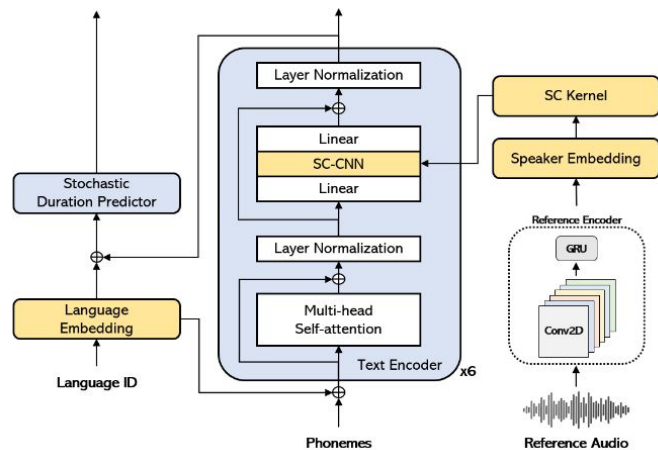 Layer Normalization
Linear
SC-CNN
Linear
Layer Normalization
Multi-head
Self-attention
Text Encoder
x6
Stochastic
Duration Predictor
Language
Embedding
Language ID
Phonemes
SC Kernel
Speaker Embedding
Reference Encoder
GRU
Conv2D
Reference Audio